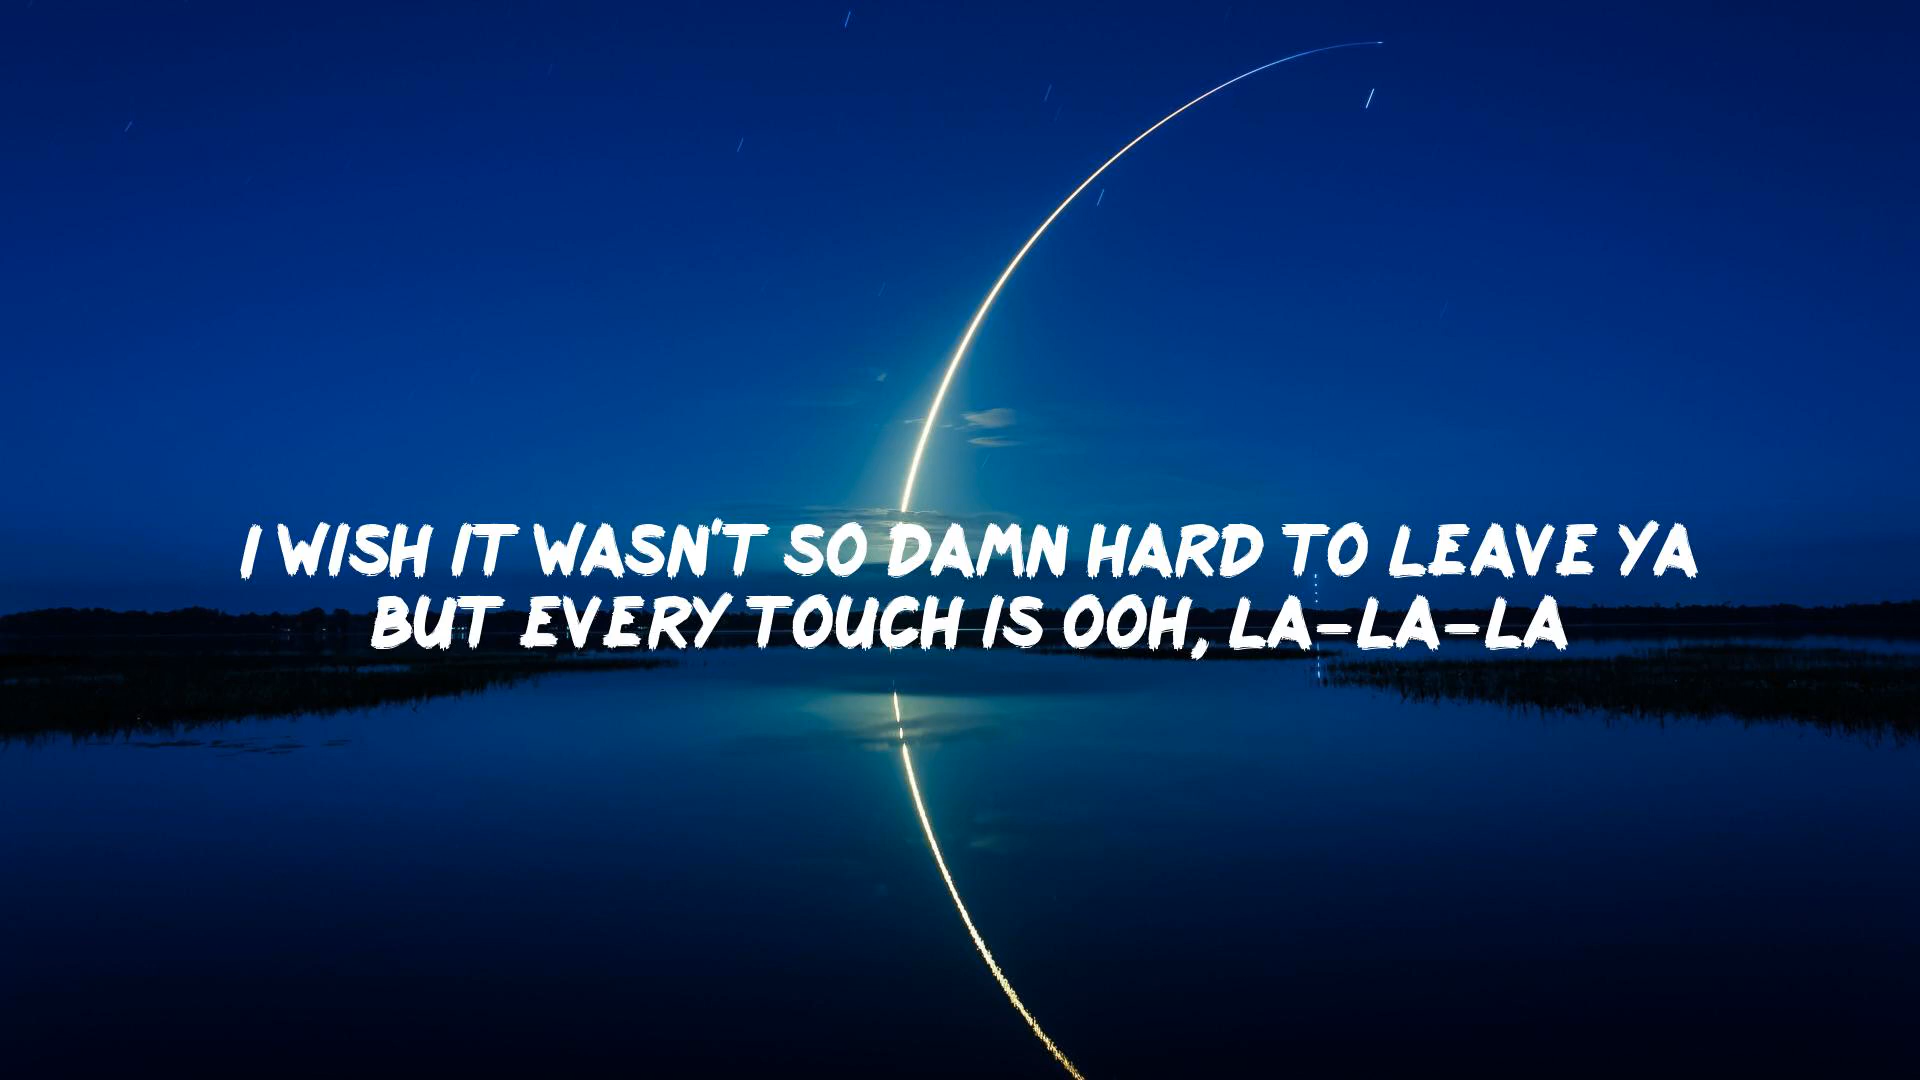 I WISH IT WASN'T SO DAMN HARD TO LEAVE YA
BUT EVERY TOUCH IS OOH, LA-LA-LA